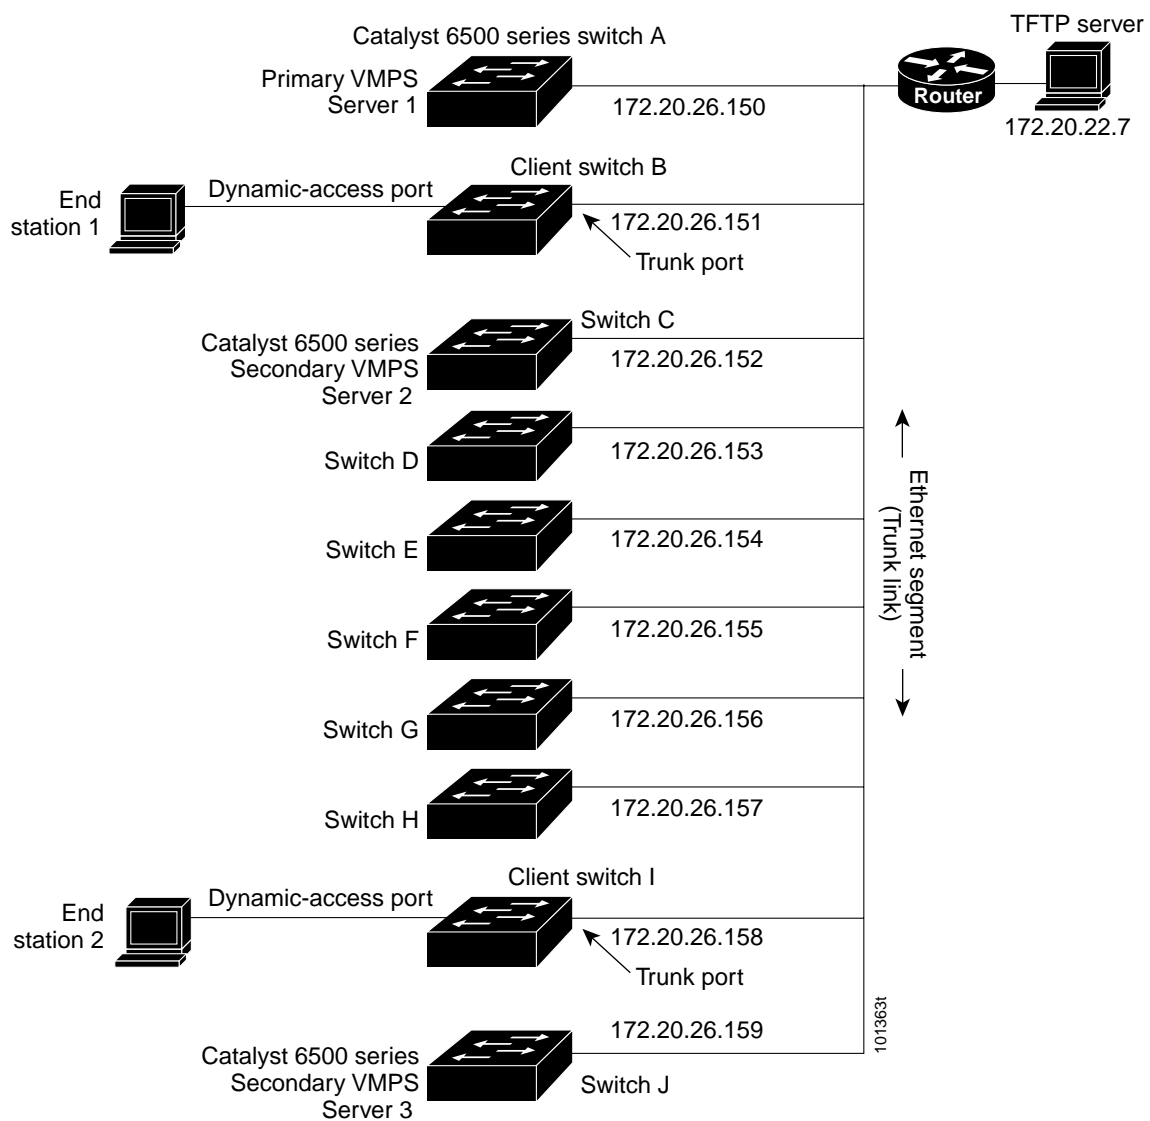 TFTP server
Catalyst 6500 series switch A
Primary VMPS
Server 1
172.20.26.150
Router
172.20.22.7
Client switch B
End
station 1
Dynamic-access port
172.20.26.151
Trunk port
Switch C
Catalyst 6500 series
Secondary VMPS
Server 2
172.20.26.152
Switch D
172.20.26.153
Ethernet segment
(Trunk link)
Switch E
172.20.26.154
Switch F
172.20.26.155
Switch G
172.20.26.156
Switch H
172.20.26.157
Client switch I
End
station 2
Dynamic-access port
172.20.26.158
Trunk port
172.20.26.159
101363t
Catalyst 6500 series
Secondary VMPS
Server 3
Switch J